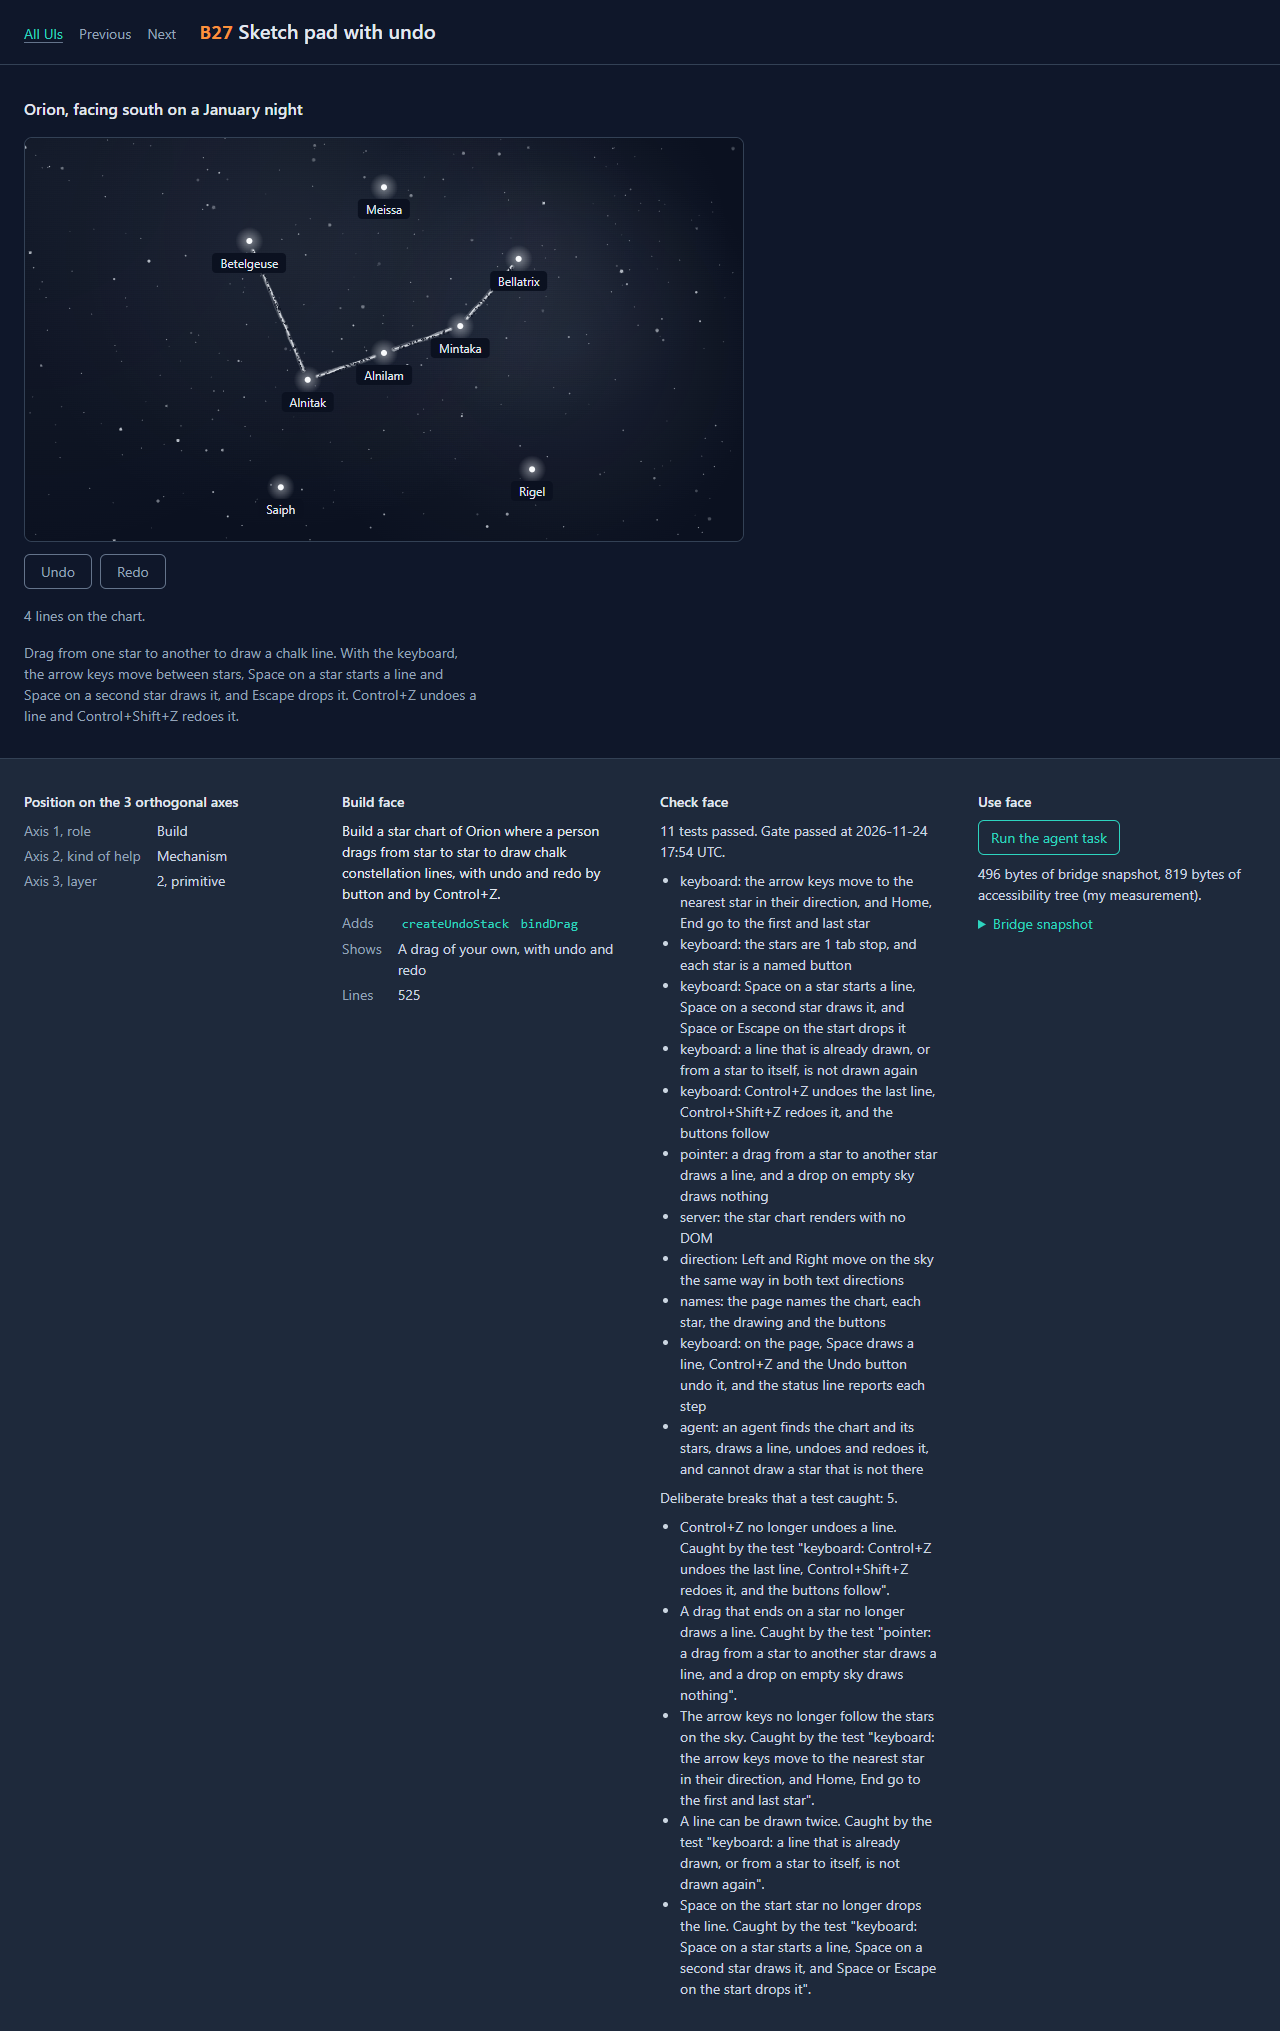 All UIs Previous Next B27 Sketch pad with undo
Orion, facing south on a January night
Meissa
Betelgeuse
Bellatrix
Mintaka
Alnilam
Alnitak
Rigel
Saiph
Undo Redo
4 lines on the chart.
Drag from one star to another to draw a chalk line. With the keyboard,
the arrow keys move between stars, Space on a star starts a line and
Space on a second star draws it, and Escape drops it. Control+Z undoes a
line and Control+Shift+Z redoes it.
Position on the 3 orthogonal axes
Axis 1, role Build
Axis 2, kind of help Mechanism
Axis 3, layer 2, primitive
Build face
Build a star chart of Orion where a person
drags from star to star to draw chalk
constellation lines, with undo and redo by
button and by Control+Z.
Adds createUndoStack bindDrag
Shows A drag of your own, with undo and
redo
Lines 525
Check face
11 tests passed. Gate passed at 2026-11-24
17:54 UTC.
• keyboard: the arrow keys move to the
nearest star in their direction, and Home,
End go to the first and last star
• keyboard: the stars are 1 tab stop, and
each star is a named button
• keyboard: Space on a star starts a line,
Space on a second star draws it, and
Space or Escape on the start drops it
• keyboard: a line that is already drawn, or
from a star to itself, is not drawn again
• keyboard: Control+Z undoes the last line,
Control+Shift+Z redoes it, and the
buttons follow
• pointer: a drag from a star to another star
draws a line, and a drop on empty sky
draws nothing
• server: the star chart renders with no
DOM
• direction: Left and Right move on the sky
the same way in both text directions
• names: the page names the chart, each
star, the drawing and the buttons
• keyboard: on the page, Space draws a
line, Control+Z and the Undo button
undo it, and the status line reports each
step
• agent: an agent finds the chart and its
stars, draws a line, undoes and redoes it,
and cannot draw a star that is not there
Deliberate breaks that a test caught: 5.
• Control+Z no longer undoes a line.
Caught by the test "keyboard: Control+Z
undoes the last line, Control+Shift+Z
redoes it, and the buttons follow".
• A drag that ends on a star no longer
draws a line. Caught by the test "pointer:
a drag from a star to another star draws a
line, and a drop on empty sky draws
nothing".
• The arrow keys no longer follow the stars
on the sky. Caught by the test "keyboard:
the arrow keys move to the nearest star
in their direction, and Home, End go to
the first and last star".
• A line can be drawn twice. Caught by the
test "keyboard: a line that is already
drawn, or from a star to itself, is not
drawn again".
• Space on the start star no longer drops
the line. Caught by the test "keyboard:
Space on a star starts a line, Space on a
second star draws it, and Space or Escape
on the start drops it".
Use face
Run the agent task
496 bytes of bridge snapshot, 819 bytes of
accessibility tree (my measurement).
▶ Bridge snapshot